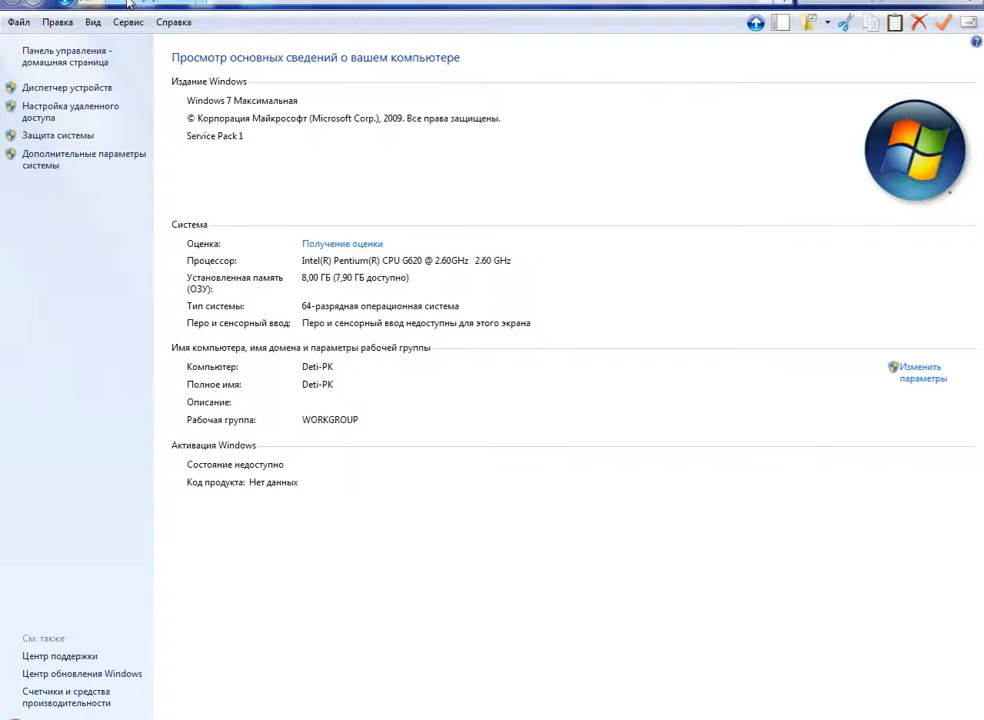 Файл Правка Вид Сервис Справка
Панель управления -
домашняя страница
Диспетчер устройств
Настройка удаленного
доступа
Защита системы
Дополнительные параметры
системы
Просмотр основных сведений о вашем компьютере
Издание Windows
Windows 7 Максимальная
© Корпорация Майкрософт (Microsoft Corp.), 2009. Все права защищены.
Service Pack 1
Система
Оценка: Получение оценки
Процессор: Intel(R) Pentium(R) CPU G620 @ 2.60GHz 2.60 GHz
Установленная память 8,00 ГБ (7,90 ГБ доступно)
(ОЗУ):
Тип системы: 64-разрядная операционная система
Перо и сенсорный ввод: Перо и сенсорный ввод недоступны для этого экрана
Имя компьютера, имя домена и параметры рабочей группы
Компьютер: Deti-PK
Изменить
параметры
Полное имя: Deti-PK
Описание:
Рабочая группа: WORKGROUP
Активация Windows
Состояние недоступно
Код продукта: Нет данных
См. также
Центр поддержки
Центр обновления Windows
Счетчики и средства
производительности